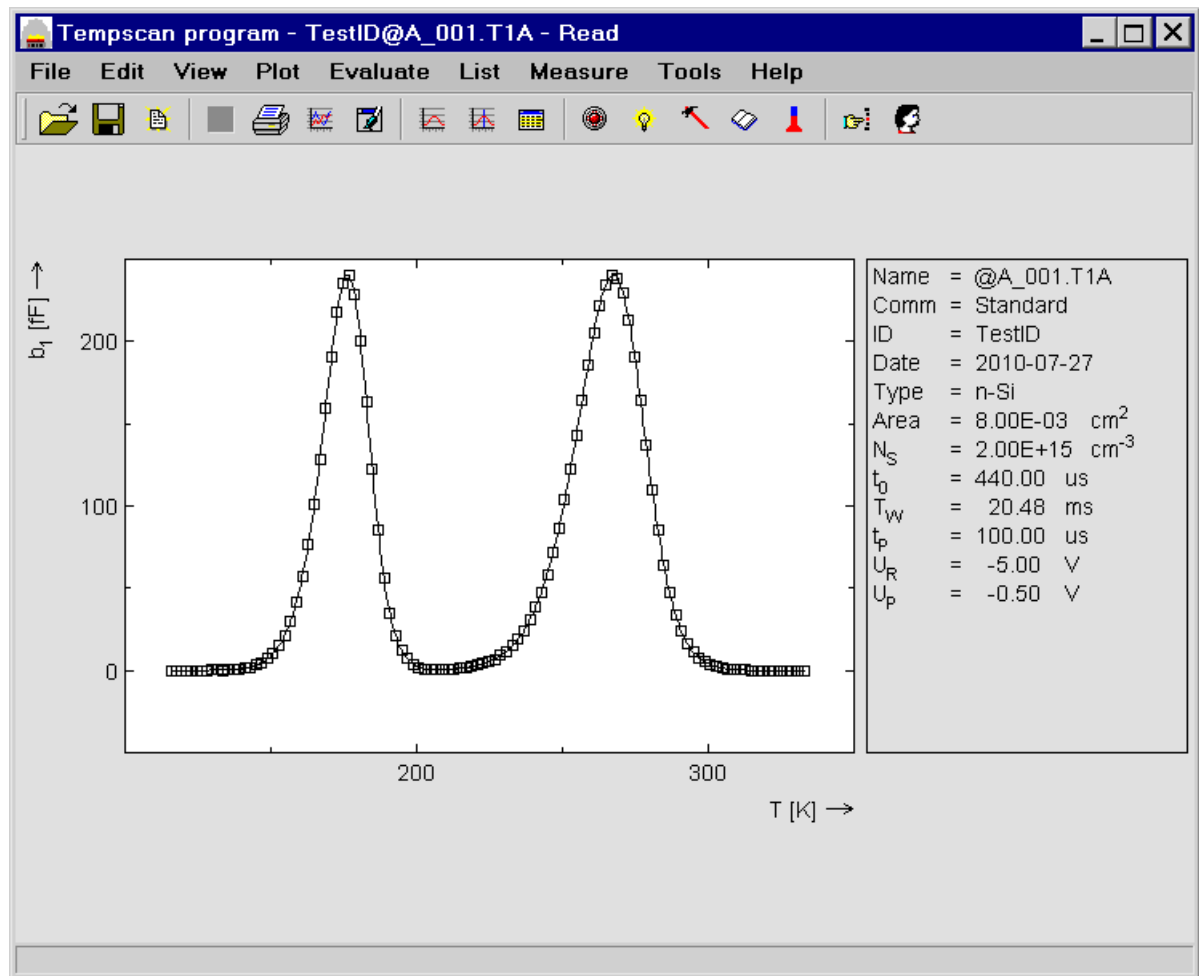 Tempscan program - TestID@A_001.T1A - Read
File Edit View Plot Evaluate List Measure Tools Help
b1 [fF] →
200
100
0
200 300
T [K] →
Name = @A_001.T1A
Comm = Standard
ID = TestID
Date = 2010-07-27
Type = n-Si
Area = 8.00E-03 cm²
NS = 2.00E+15 cm⁻³
t0 = 440.00 us
TW = 20.48 ms
tP = 100.00 us
UR = -5.00 V
UP = -0.50 V